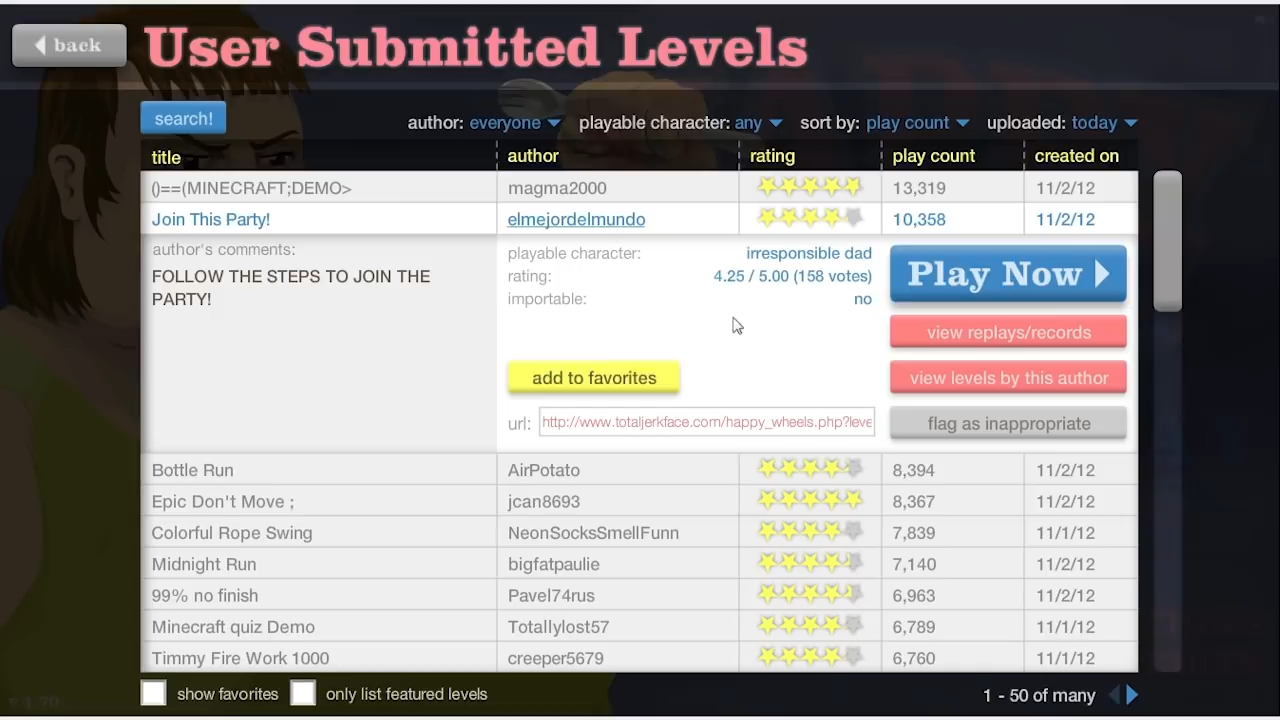 back
User Submitted Levels
search!
author: everyone playable character: any sort by: play count uploaded: today
title author rating play count created on
()==(MINECRAFT;DEMO> magma2000 13,319 11/2/12
Join This Party! elmejordelmundo 10,358 11/2/12
author's comments:
FOLLOW THE STEPS TO JOIN THE
PARTY!
playable character: irresponsible dad
rating: 4.25 / 5.00 (158 votes)
importable: no
add to favorites
url: http://www.totaljerkface.com/happy_wheels.php?leve
Play Now
view replays/records
view levels by this author
flag as inappropriate
Bottle Run AirPotato 8,394 11/2/12
Epic Don't Move ; jcan8693 8,367 11/2/12
Colorful Rope Swing NeonSocksSmellFunn 7,839 11/1/12
Midnight Run bigfatpaulie 7,140 11/2/12
99% no finish Pavel74rus 6,963 11/2/12
Minecraft quiz Demo Totallylost57 6,789 11/1/12
Timmy Fire Work 1000 creeper5679 6,760 11/1/12
show favorites only list featured levels 1 - 50 of many